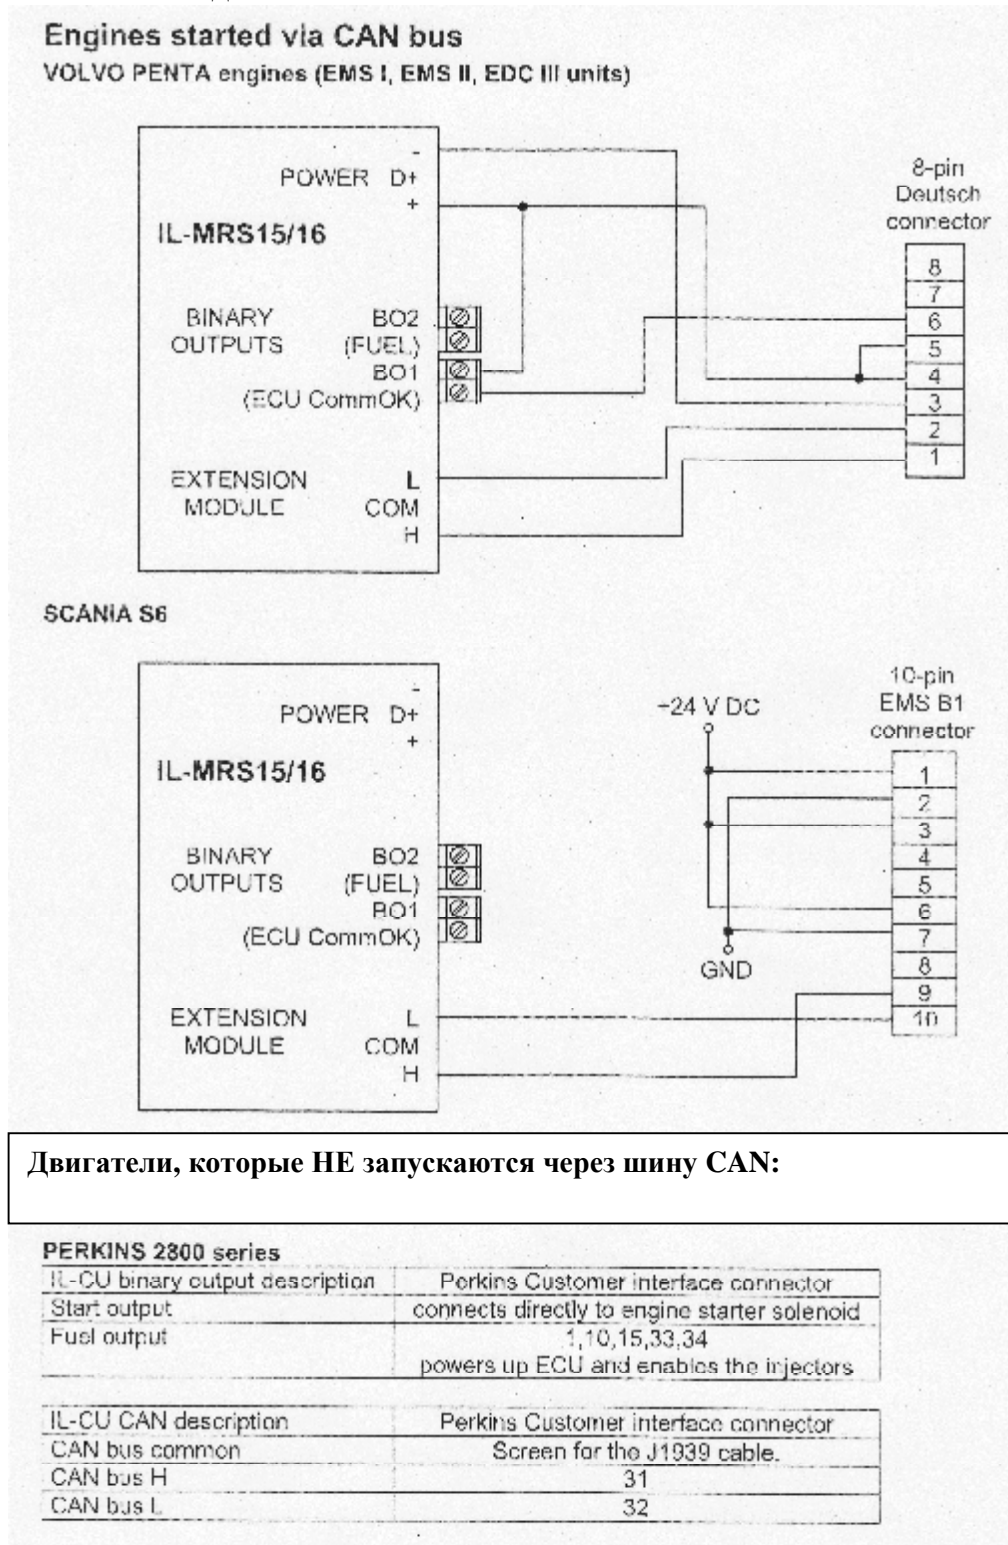 Engines started via CAN bus
VOLVO PENTA engines (EMS I, EMS II, EDC III units)
-
POWER D+
+
IL-MRS15/16
BINARY BO2
OUTPUTS (FUEL)
BO1
(ECU CommOK)
EXTENSION L
MODULE COM
H
8-pin
Deutsch
connector
8
7
6
5
4
3
2
1
SCANIA S6
-
POWER D+
+
IL-MRS15/16
BINARY BO2
OUTPUTS (FUEL)
BO1
(ECU CommOK)
EXTENSION L
MODULE COM
H
+24 V DC
GND
10-pin
EMS B1
connector
1
2
3
4
5
6
7
8
9
10
Двигатели, которые НЕ запускаются через шину CAN:
PERKINS 2800 series
IL-CU binary output description Perkins Customer interface connector
Start output connects directly to engine starter solenoid
Fuel output 1,10,15,33,34
powers up ECU and enables the injectors
IL-CU CAN description Perkins Customer interface connector
CAN bus common Screen for the J1939 cable.
CAN bus H 31
CAN bus L 32